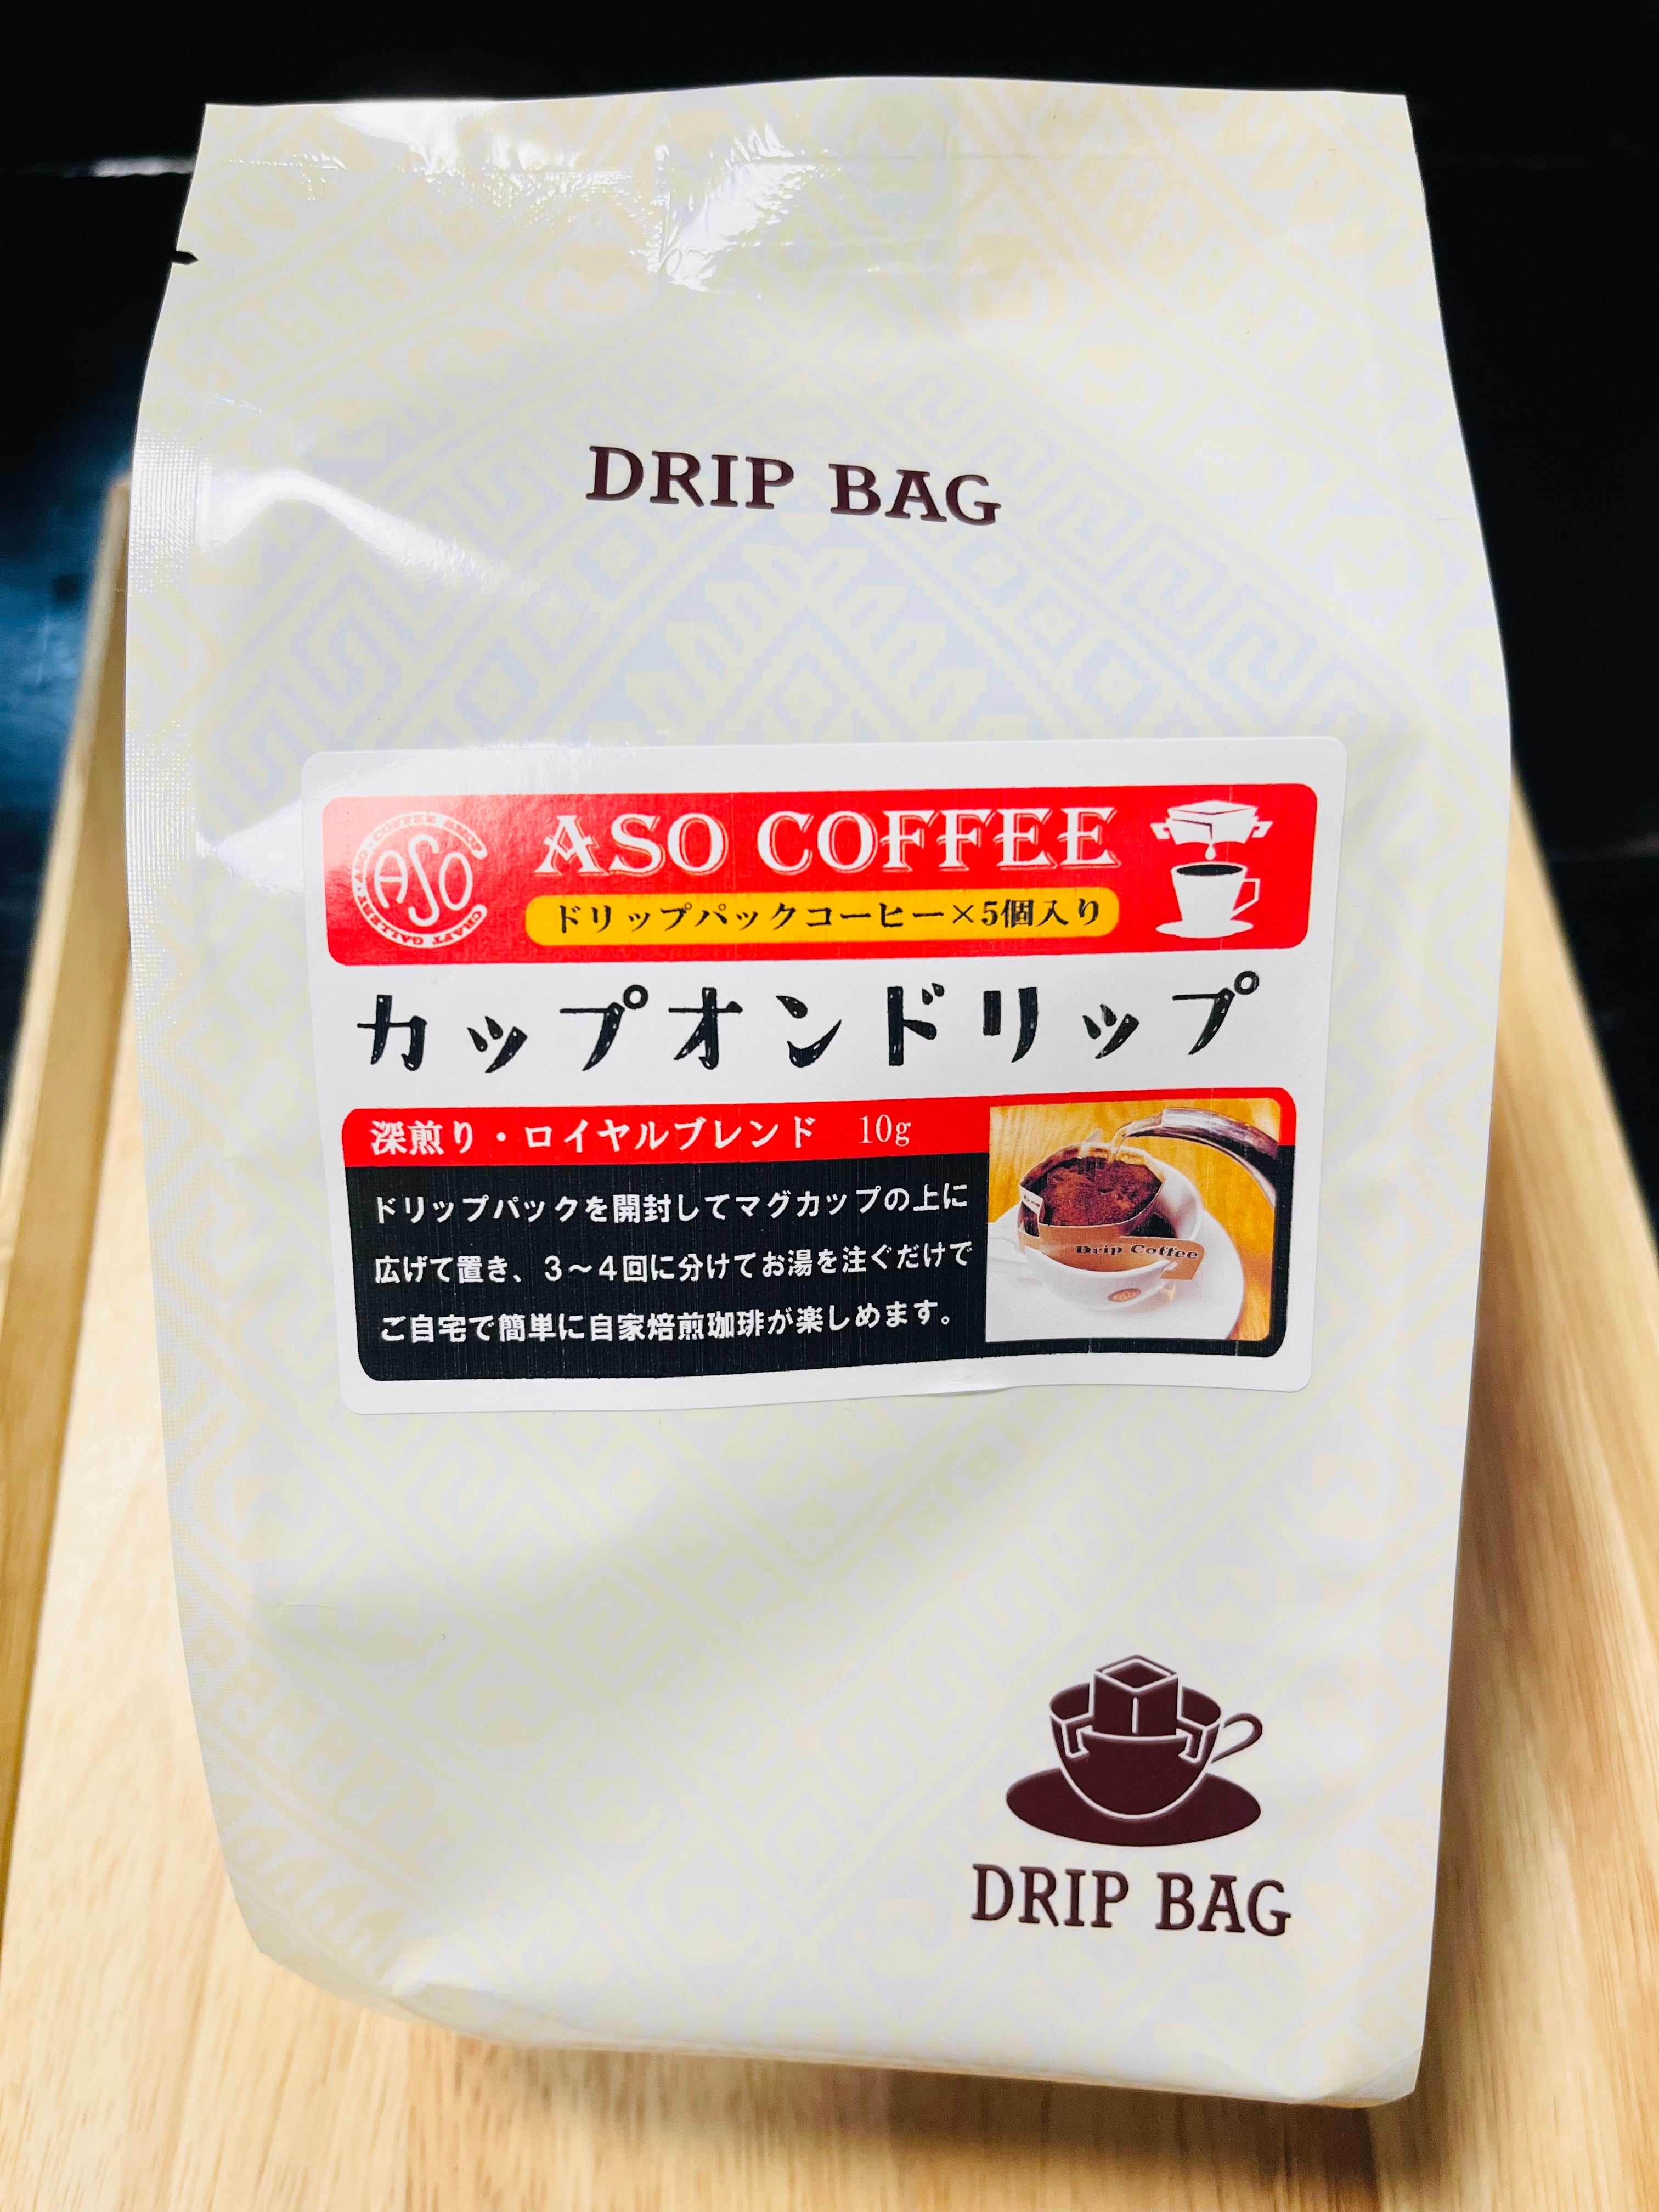 DRIP BAG
ASO
ASO COFFEE
ドリップパックコーヒー×5個入り
カップオンドリップ
深煎り・ロイヤルブレンド 10g
ドリップパックを開封してマグカップの上に
広げて置き、3～4回に分けてお湯を注ぐだけで
ご自宅で簡単に自家焙煎珈琲が楽しめます。
Drip Coffee
DRIP BAG